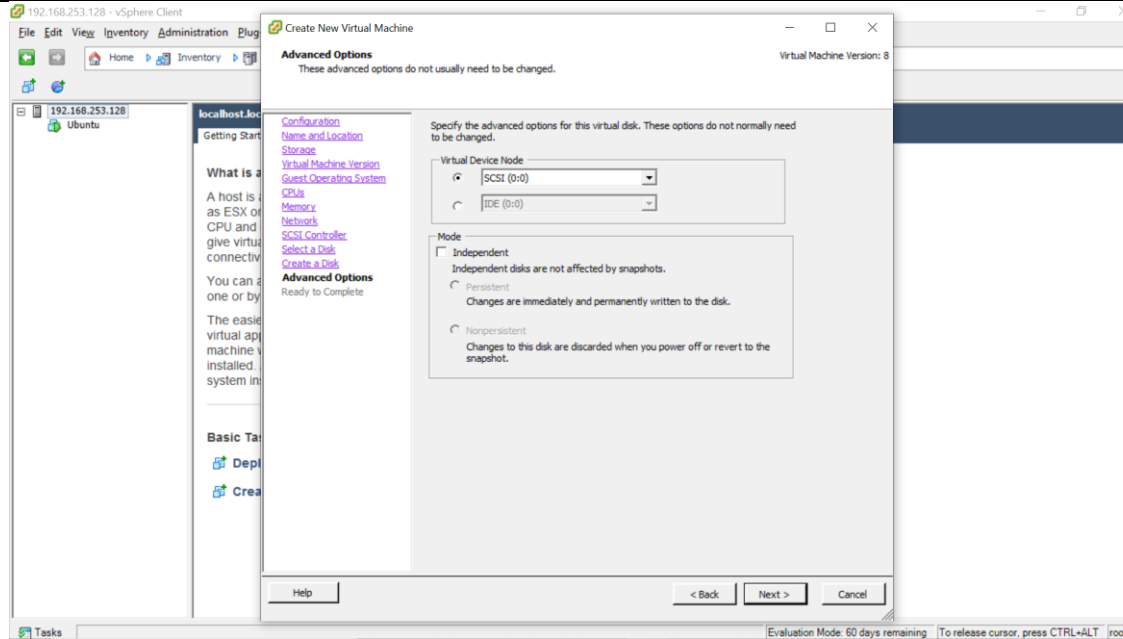 192.168.253.128 - vSphere Client
File Edit View Inventory Administration Plug
Home Inventory
192.168.253.128
Ubuntu
localhost.loc
Getting Start
What is a
A host is
as ESX or
CPU and
give virtua
connectiv
You can a
one or by
The easie
virtual app
machine
installed.
system in
Basic Ta
Depl
Crea
Create New Virtual Machine
Advanced Options
These advanced options do not usually need to be changed.
Virtual Machine Version: 8
Configuration
Name and Location
Storage
Virtual Machine Version
Guest Operating System
CPUs
Memory
Network
SCSI Controller
Select a Disk
Create a Disk
Advanced Options
Ready to Complete
Specify the advanced options for this virtual disk. These options do not normally need
to be changed.
Virtual Device Node
SCSI (0:0)
IDE (0:0)
Mode
Independent
Independent disks are not affected by snapshots.
Persistent
Changes are immediately and permanently written to the disk.
Nonpersistent
Changes to this disk are discarded when you power off or revert to the
snapshot.
Help
< Back Next > Cancel
Tasks
Evaluation Mode: 60 days remaining To release cursor, press CTRL+ALT roo